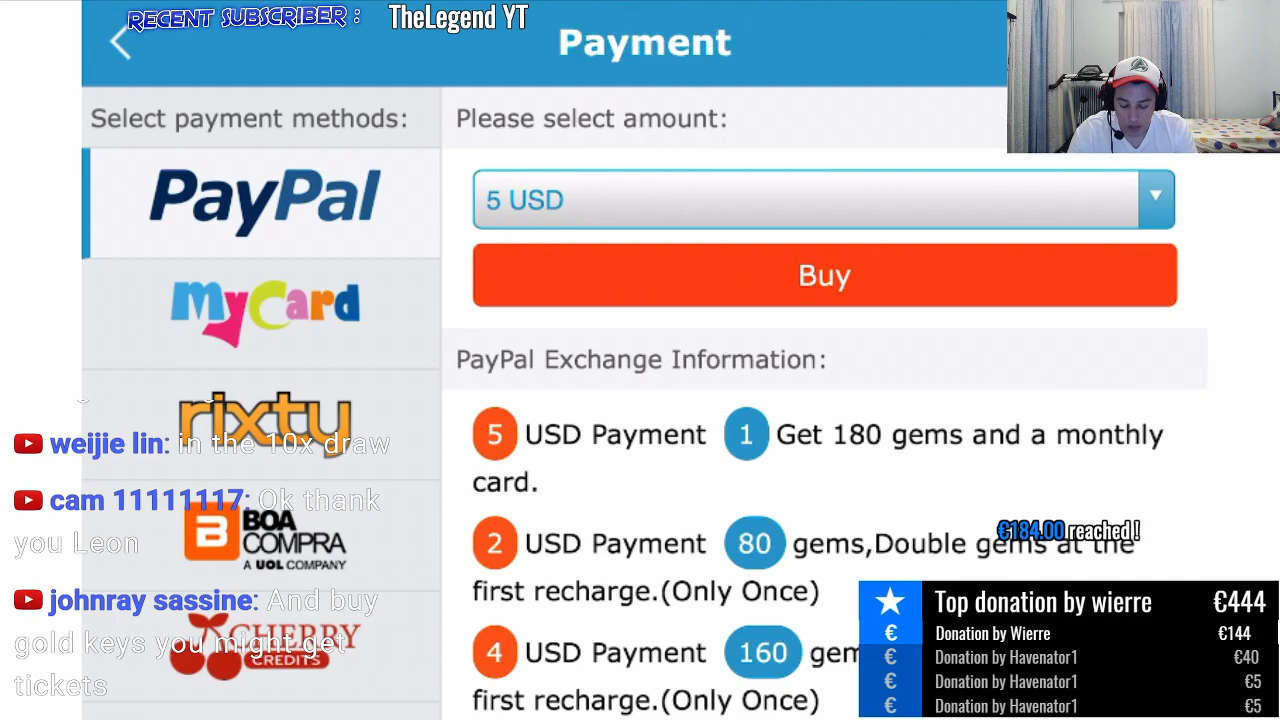 RECENT SUBSCRIBER : TheLegend YT
Payment
Select payment methods:
Please select amount:
PayPal
5 USD
Buy
MyCard
PayPal Exchange Information:
rixty
5 USD Payment 1 Get 180 gems and a monthly
card.
weijie lin: in the 10x draw
cam 11111117: Ok thank
you Leon
B BOA
COMPRA
A UOL COMPANY
2 USD Payment 80 gems,Double gems at the
first recharge.(Only Once)
€184.00 reached !
johnray sassine: And buy
gold keys you might get
tickets
CHERRY
CREDITS
4 USD Payment 160 gem
first recharge.(Only Once)
Top donation by wierre €444
€ Donation by Wierre €144
€ Donation by Havenator1 €40
€ Donation by Havenator1 €5
€ Donation by Havenator1 €5